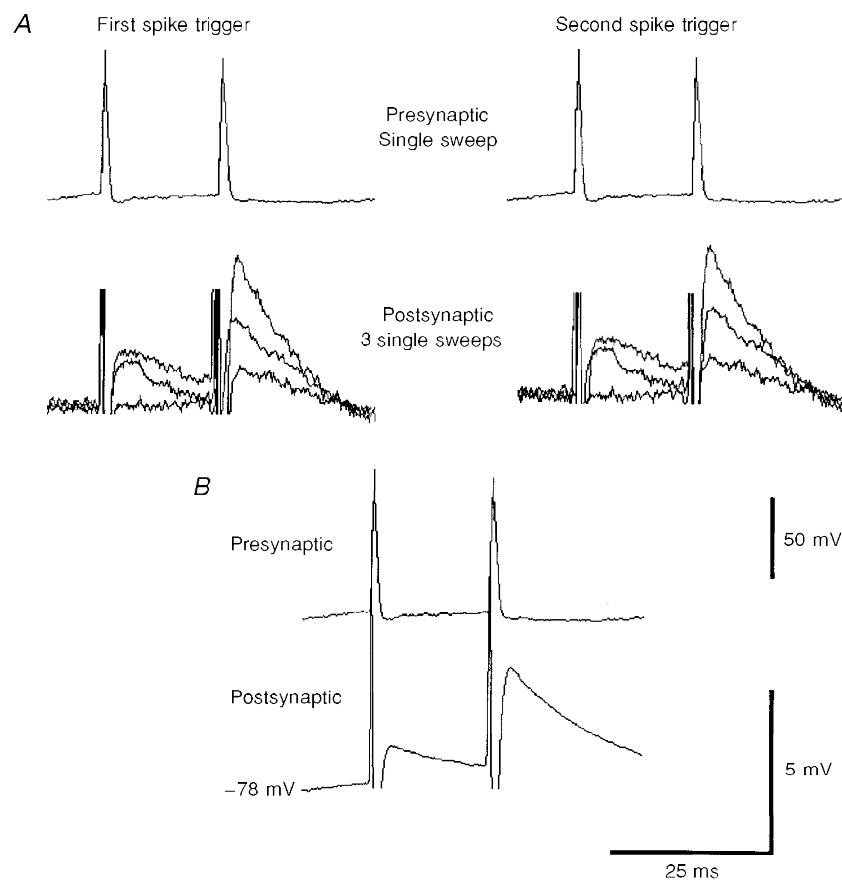 A
First spike trigger
Second spike trigger
Presynaptic
Single sweep
Postsynaptic
3 single sweeps
B
Presynaptic
50 mV
Postsynaptic
5 mV
−78 mV
25 ms